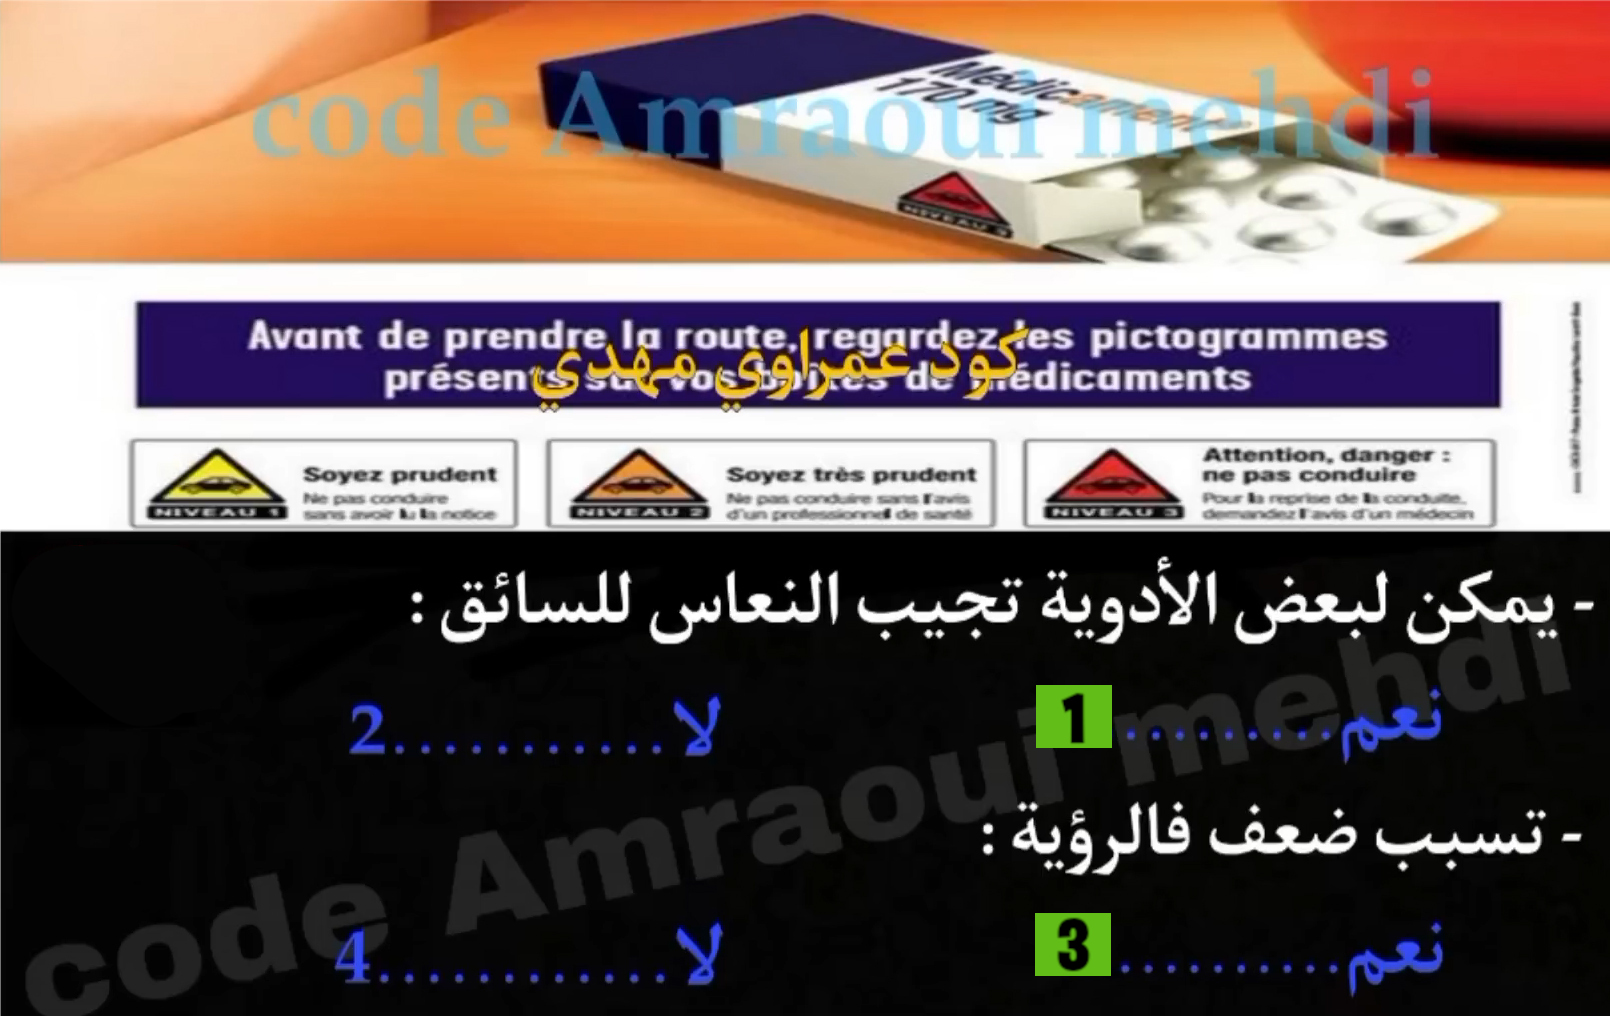 Médicament
170 mg
NIVEAU 3
code Amraoui mehdi
Avant de prendre la route, regardez les pictogrammes
présents sur vos boîtes de médicaments
كود عمراوي مهدي
NIVEAU 1
Soyez prudent
Ne pas conduire
sans avoir lu la notice
NIVEAU 2
Soyez très prudent
Ne pas conduire sans l'avis
d'un professionnel de santé
NIVEAU 3
Attention, danger :
ne pas conduire
Pour la reprise de la conduite,
demandez l'avis d'un médecin
- يمكن لبعض الأدوية تجيب النعاس للسائق :
نعم.......... 1 لا............2
- تسبب ضعف فالرؤية :
نعم.......... 3 لا.............4
code Amraoui mehdi